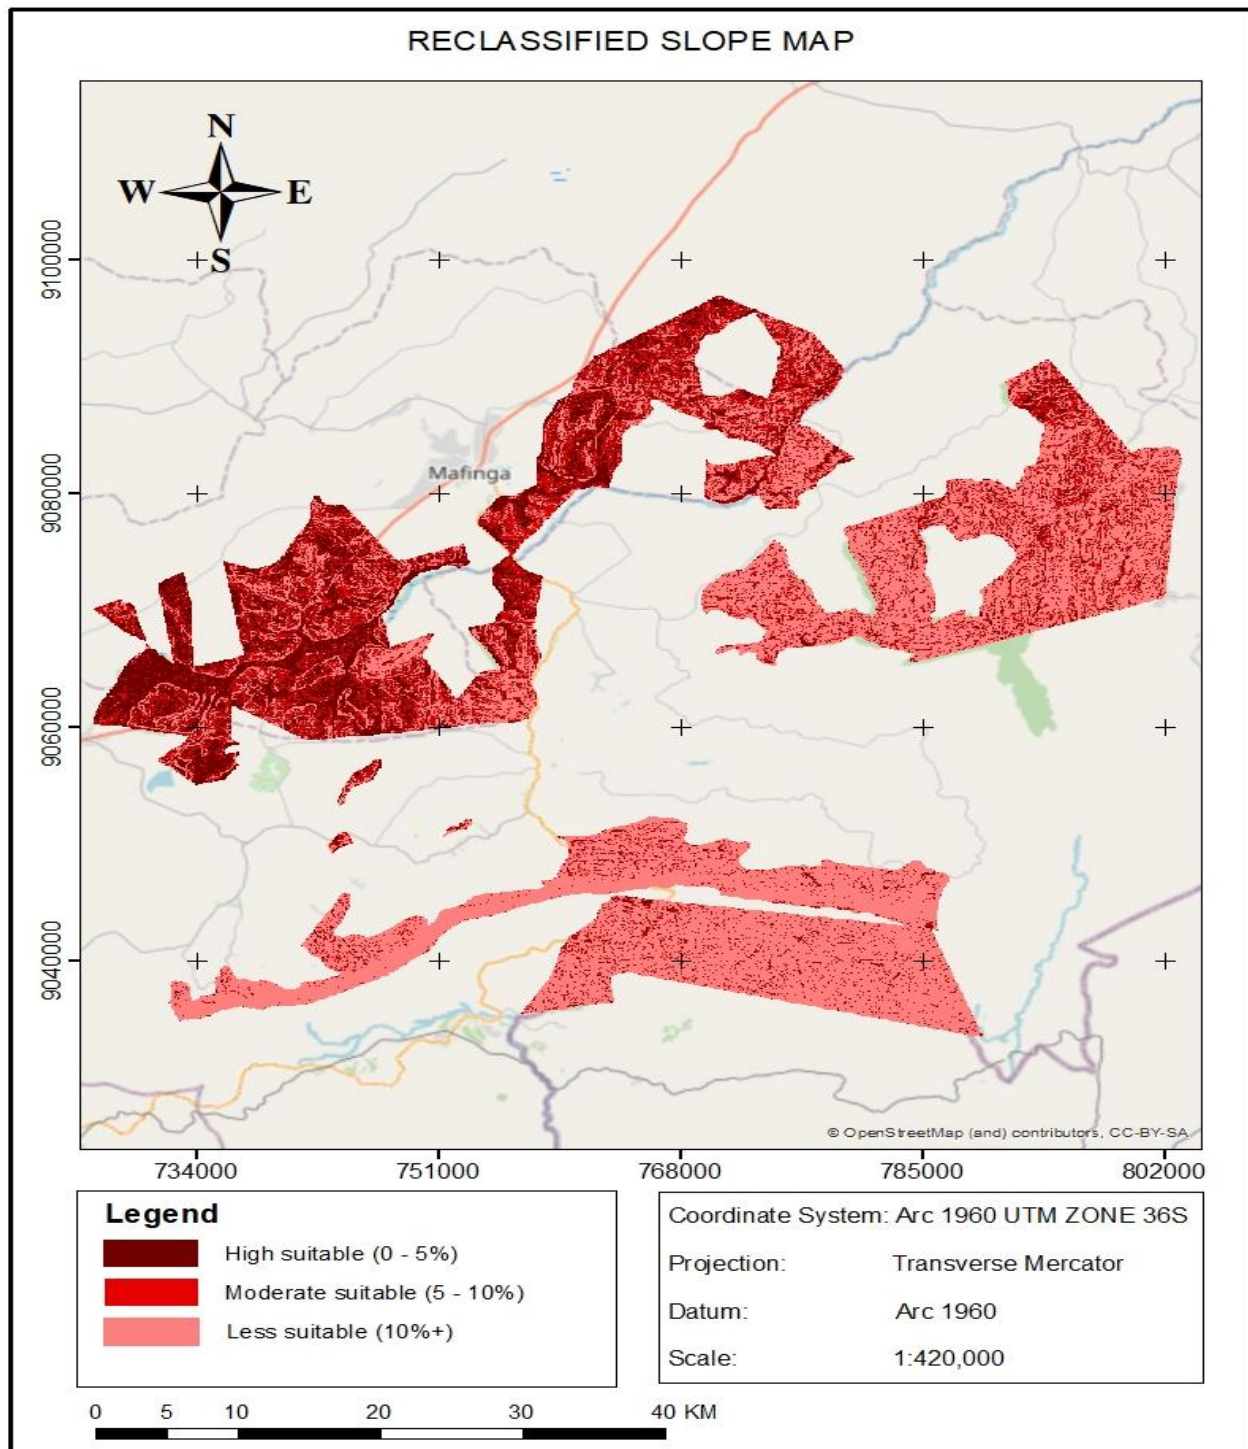 RECLASSIFIED SLOPE MAP
N
W E
S
9100000
9080000
9060000
9040000
Mafinga
© OpenStreetMap (and) contributors, CC-BY-SA
734000 751000 768000 785000 802000
Legend
High suitable (0 - 5%)
Moderate suitable (5 - 10%)
Less suitable (10%+)
Coordinate System: Arc 1960 UTM ZONE 36S
Projection: Transverse Mercator
Datum: Arc 1960
Scale: 1:420,000
0 5 10 20 30 40 KM